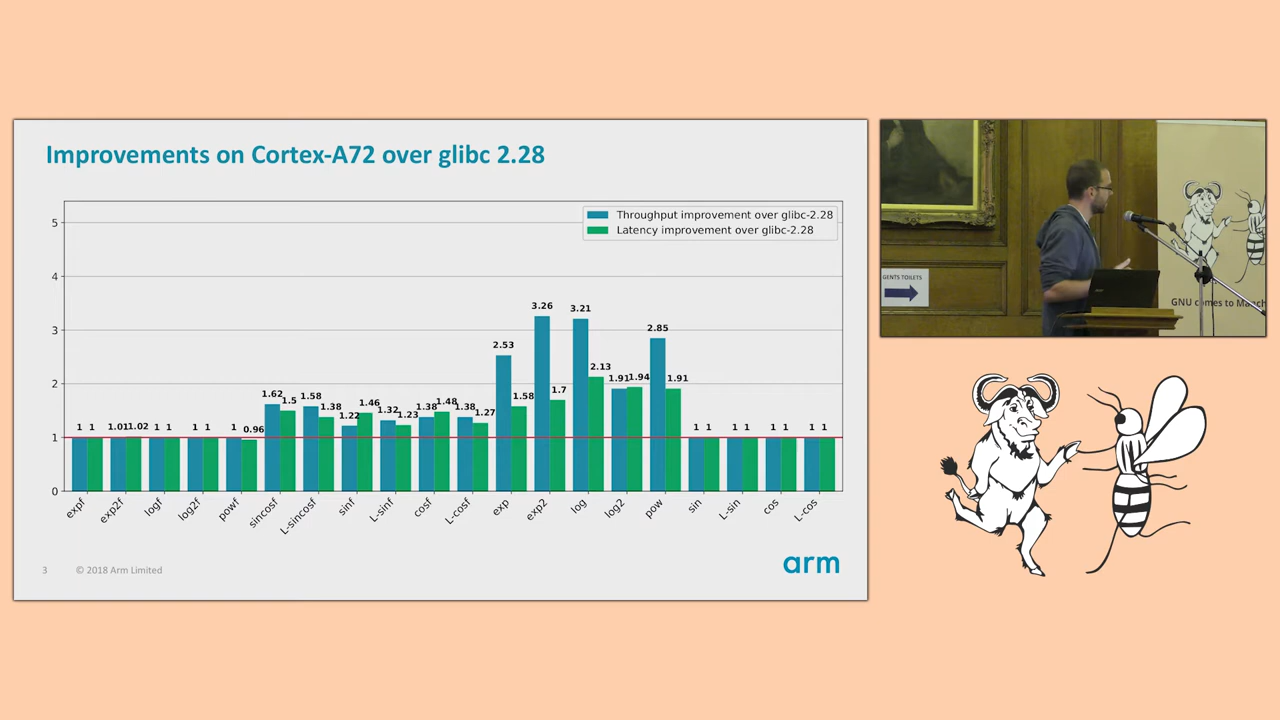 Improvements on Cortex-A72 over glibc 2.28
Throughput improvement over glibc-2.28
Latency improvement over glibc-2.28
5
4
3
2
1
0
1 1 1.01 1.02 1 1 1 1 1 0.96 1.62 1.5 1.58 1.38 1.22 1.46 1.32 1.23 1.38 1.48 1.38 1.27 2.53 1.58 3.26 1.7 3.21 2.13 1.91 1.94 2.85 1.91 1 1 1 1 1 1 1 1
expf exp2f logf log2f powf sincosf L-sincosf sinf L-sinf cosf L-cosf exp exp2 log log2 pow sin L-sin cos L-cos
3 © 2018 Arm Limited
arm
GENTS TOILETS
GNU comes to Manch